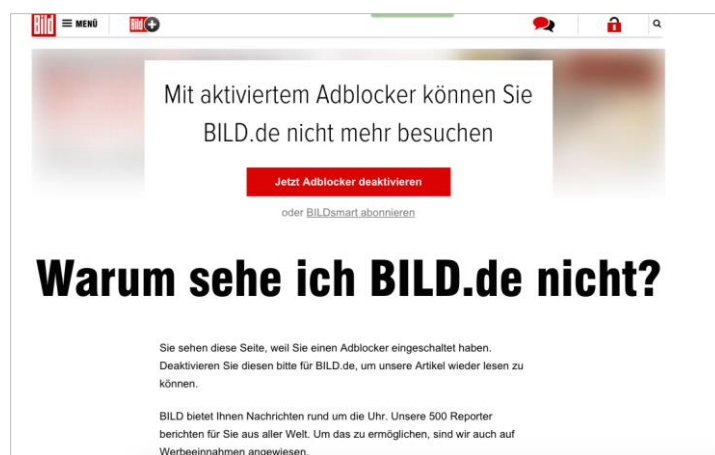 Bild MENÜ Bild+
Mit aktiviertem Adblocker können Sie
BILD.de nicht mehr besuchen
Jetzt Adblocker deaktivieren
oder BILDsmart abonnieren
Warum sehe ich BILD.de nicht?
Sie sehen diese Seite, weil Sie einen Adblocker eingeschaltet haben.
Deaktivieren Sie diesen bitte für BILD.de, um unsere Artikel wieder lesen zu
können.
BILD bietet Ihnen Nachrichten rund um die Uhr. Unsere 500 Reporter
berichten für Sie aus aller Welt. Um das zu ermöglichen, sind wir auch auf
Werbeeinnahmen angewiesen.